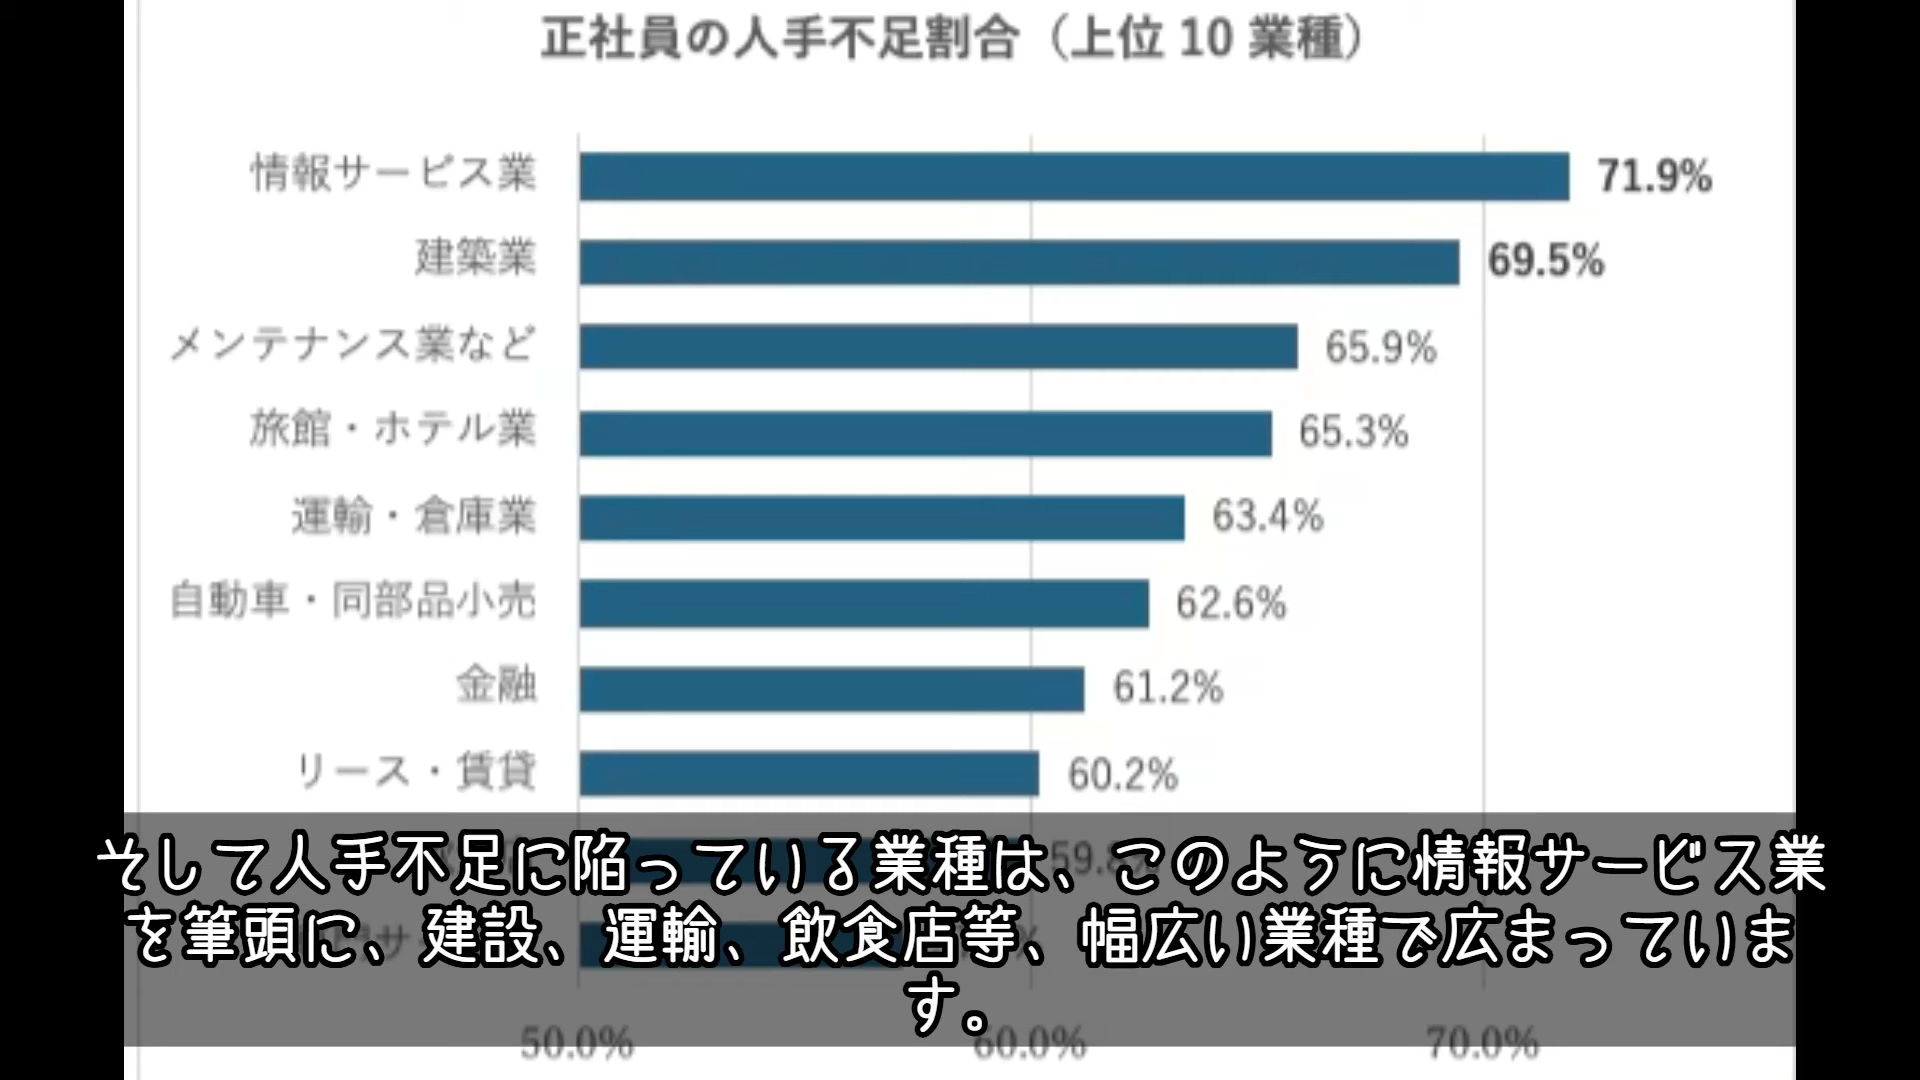 正社員の人手不足割合（上位 10 業種）
情報サービス業 71.9%
建築業 69.5%
メンテナンス業など 65.9%
旅館・ホテル業 65.3%
運輸・倉庫業 63.4%
自動車・同部品小売 62.6%
金融 61.2%
リース・賃貸 60.2%
59.8%
そして人手不足に陥っている業種は、このように情報サービス業
を筆頭に、建設、運輸、飲食店等、幅広い業種で広まっていま
す。
50.0% 60.0% 70.0%